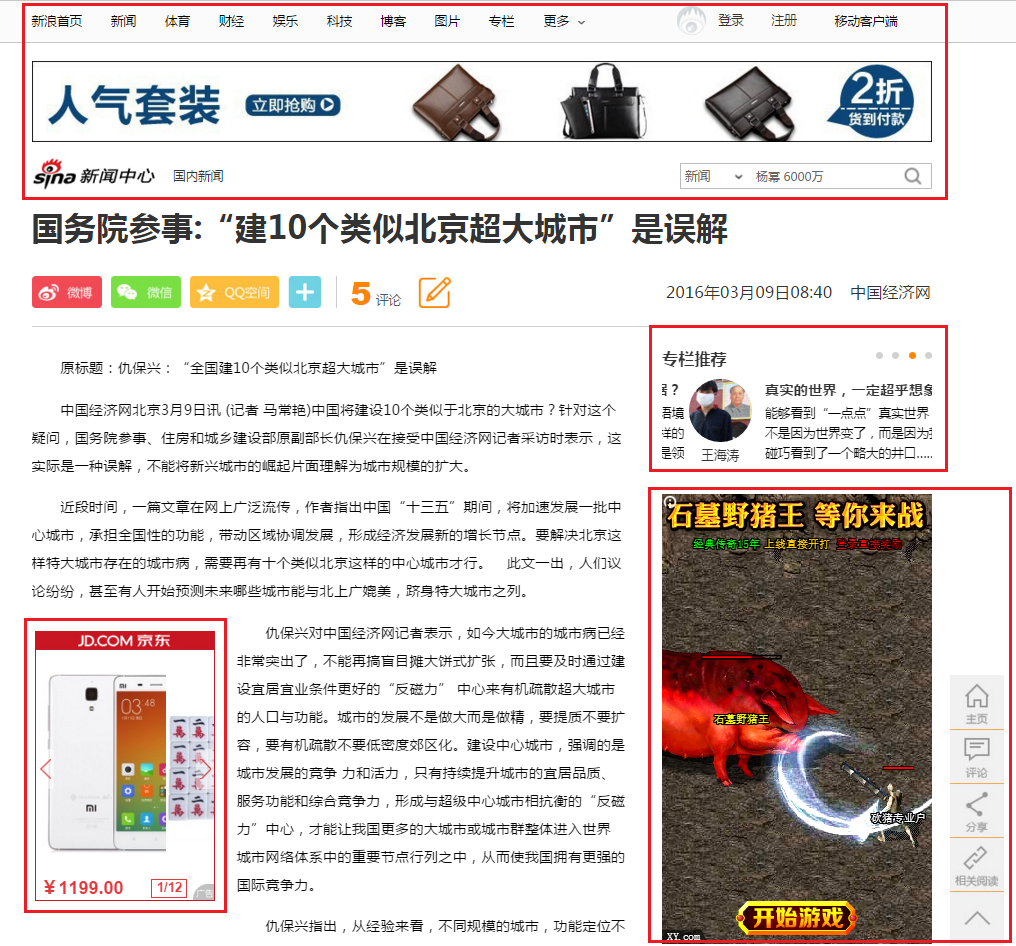 新浪首页 新闻 体育 财经 娱乐 科技 博客 图片 专栏 更多 登录 注册 移动客户端
人气套装 立即抢购 2折 货到付款
sina 新闻中心 国内新闻 新闻 杨幂 6000万
国务院参事:“建10个类似北京超大城市”是误解
微博 微信 QQ空间 5 评论 2016年03月09日08:40 中国经济网
原标题：仇保兴：“全国建10个类似北京超大城市”是误解
中国经济网北京3月9日讯 (记者 马常艳)中国将建设10个类似于北京的大城市？针对这个
疑问，国务院参事、住房和城乡建设部原副部长仇保兴在接受中国经济网记者采访时表示，这
实际是一种误解，不能将新兴城市的崛起片面理解为城市规模的扩大。
近段时间，一篇文章在网上广泛流传，作者指出中国“十三五”期间，将加速发展一批中
心城市，承担全国性的功能，带动区域协调发展，形成经济发展新的增长节点。要解决北京这
样特大城市存在的城市病，需要再有十个类似北京这样的中心城市才行。 此文一出，人们议
论纷纷，甚至有人开始预测未来哪些城市能与北上广媲美，跻身特大城市之列。
仇保兴对中国经济网记者表示，如今大城市的城市病已经
非常突出了，不能再搞盲目摊大饼式扩张，而且要及时通过建
设宜居宜业条件更好的“反磁力” 中心来有机疏散超大城市
的人口与功能。城市的发展不是做大而是做精，要提质不要扩
容，要有机疏散不要低密度郊区化。建设中心城市，强调的是
城市发展的竞争 力和活力，只有持续提升城市的宜居品质、
服务功能和综合竞争力，形成与超级中心城市相抗衡的“反磁
力”中心，才能让我国更多的大城市或城市群整体进入世界
城市网络体系中的重要节点行列之中，从而使我国拥有更强的
国际竞争力。
仇保兴指出，从经验来看，不同规模的城市，功能定位不
JD.COM 京东
03:48
¥1199.00 1/12
广告
专栏推荐
居？ 真实的世界，一定超乎想象
语境 能够看到“一点点”真实世界
样的 不是因为世界变了，而是因为我
是领 王海涛 碰巧看到了一个略大的井口.....
石墓野猪王 等你来战
经典传奇15年 上线直接开打
石墓野猪王
砍猪专业户
开始游戏
XY.com
主页
评论
分享
相关阅读